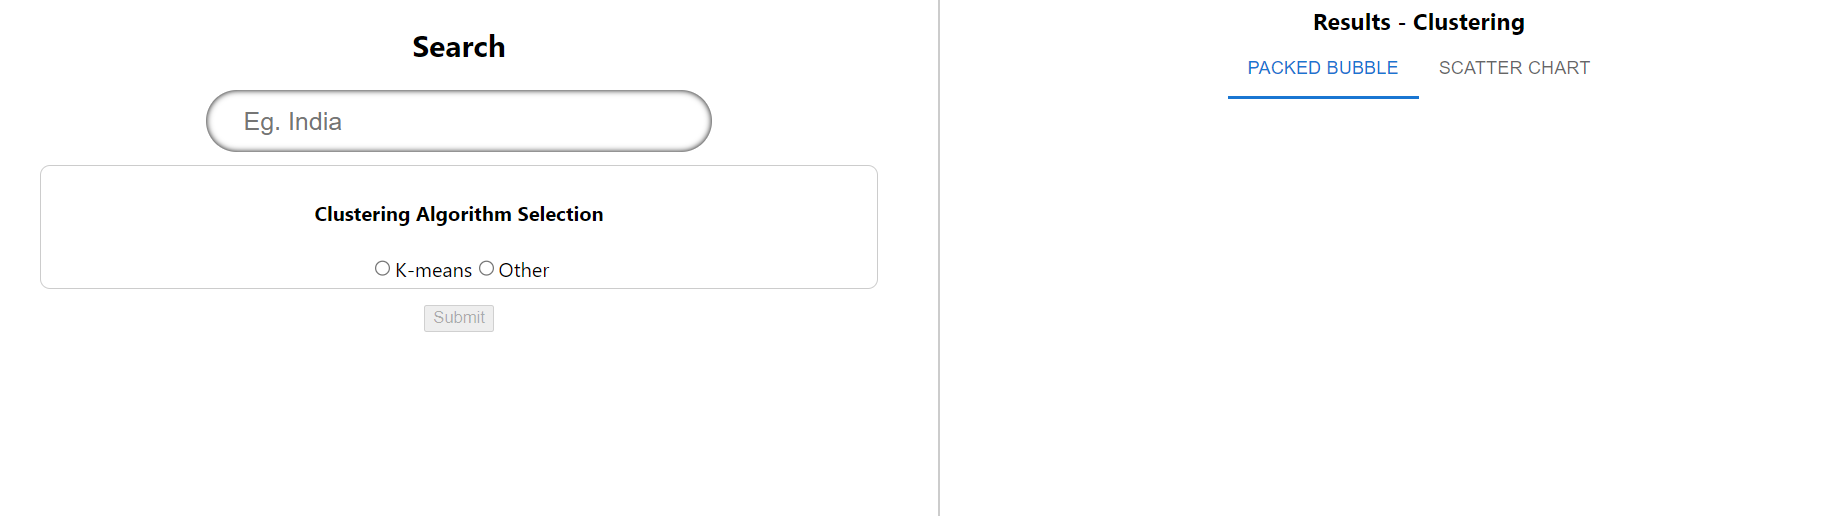 Search
Eg. India
Clustering Algorithm Selection
K-means Other
Submit
Results - Clustering
PACKED BUBBLE SCATTER CHART